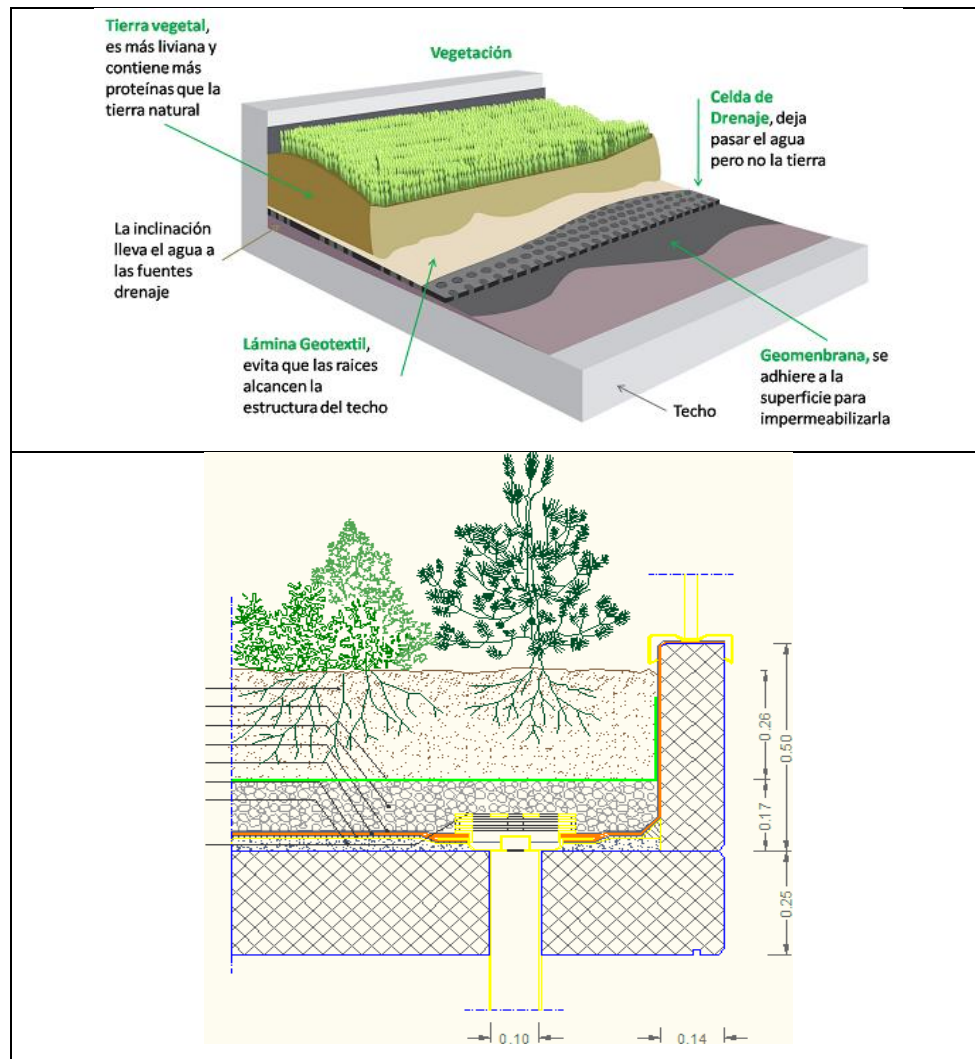 Tierra vegetal,
es más liviana y
contiene más
proteínas que la
tierra natural
Vegetación
Celda de
Drenaje, deja
pasar el agua
pero no la tierra
La inclinación
lleva el agua a
las fuentes
drenaje
Lámina Geotextil,
evita que las raices
alcancen la
estructura del techo
Techo
Geomenbrana, se
adhiere a la
superficie para
impermeabilizarla
0.26
0.50
0.17
0.25
0.10
0.14